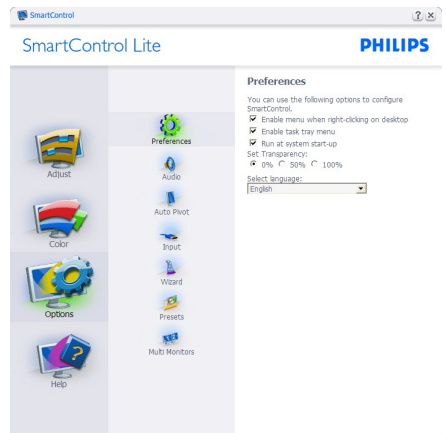 SmartControl
SmartControl Lite
PHILIPS
Adjust
Color
Options
Help
Preferences
Audio
Auto Pivot
Input
Wizard
Presets
Multi Monitors
Preferences
You can use the following options to configure
SmartControl.
Enable menu when right-clicking on desktop
Enable task tray menu
Run at system start-up
Set Transparency:
0% 50% 100%
Select language:
English